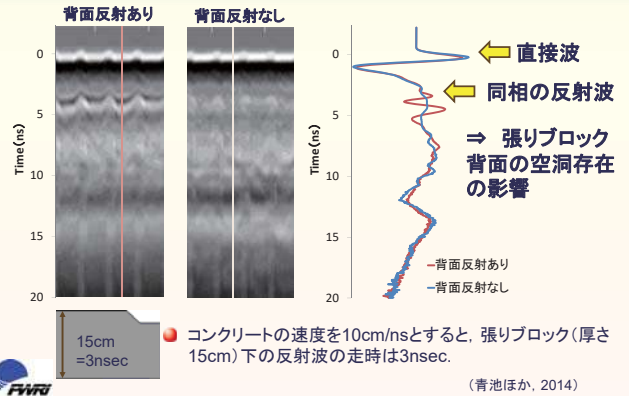 背面反射あり
背面反射なし
0
5
10
15
20
Time(ns)
0
5
10
15
20
Time(ns)
直接波
同相の反射波
⇒ 張りブロック
背面の空洞存在
の影響
背面反射あり
背面反射なし
15cm
=3nsec
コンクリートの速度を10cm/nsとすると，張りブロック（厚さ
15cm）下の反射波の走時は3nsec.
（青池ほか，2014）
PWRI